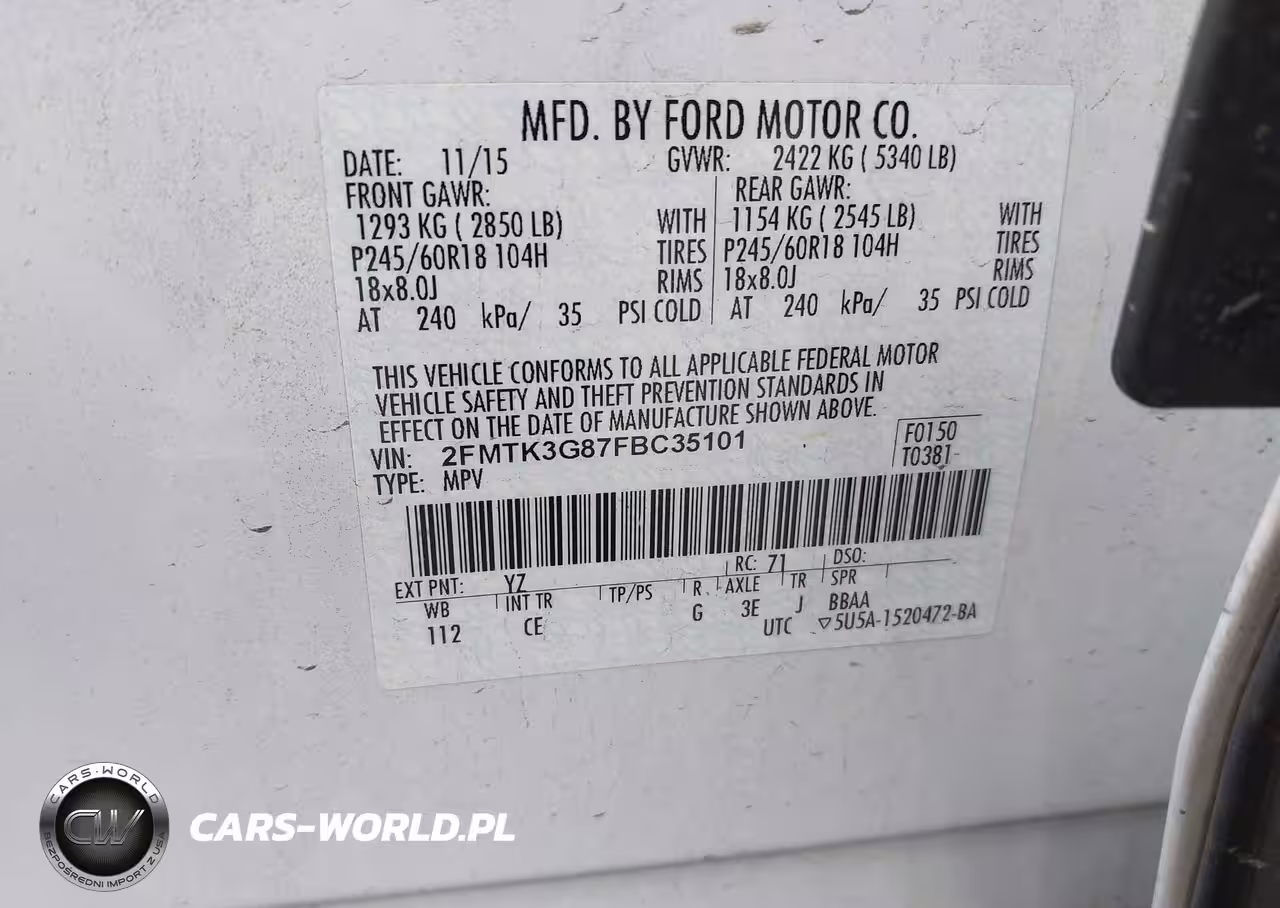 MFD. BY FORD MOTOR CO.
DATE: 11/15 GVWR: 2422 KG ( 5340 LB)
FRONT GAWR: REAR GAWR:
1293 KG ( 2850 LB) WITH 1154 KG ( 2545 LB) WITH
P245/60R18 104H TIRES P245/60R18 104H TIRES
18x8.0J RIMS 18x8.0J RIMS
AT 240 kPa/ 35 PSI COLD AT 240 kPa/ 35 PSI COLD
THIS VEHICLE CONFORMS TO ALL APPLICABLE FEDERAL MOTOR
VEHICLE SAFETY AND THEFT PREVENTION STANDARDS IN
EFFECT ON THE DATE OF MANUFACTURE SHOWN ABOVE.
VIN: 2FMTK3G87FBC35101 F0150
TYPE: MPV T0381
EXT PNT: YZ RC: 71 DSO:
WB INT TR TP/PS R AXLE TR SPR
112 CE G 3E J BBAA
UTC ▽5U5A-1520472-BA
CARS-WORLD
CW
BEZPOŚREDNI IMPORT Z USA
CARS-WORLD.PL